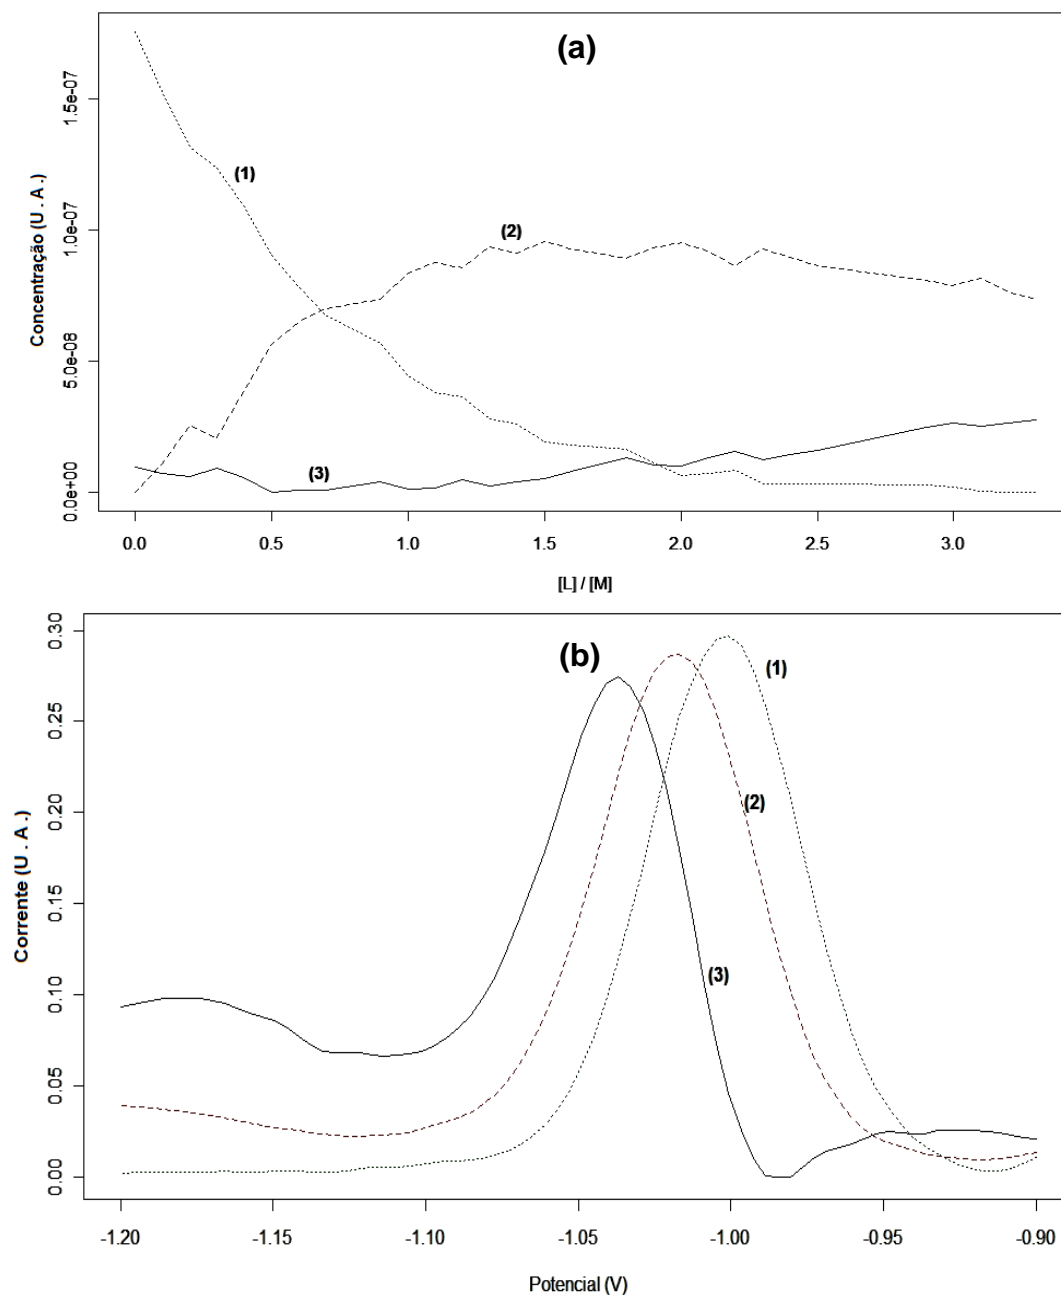 (a)
Concentração (U . A .)
1.5e-07
1.0e-07
5.0e-08
0.0e+00
(1)
(2)
(3)
0.0 0.5 1.0 1.5 2.0 2.5 3.0
[L] / [M]
(b)
Corrente (U . A .)
0.30
0.25
0.20
0.15
0.10
0.05
0.00
(1)
(2)
(3)
-1.20 -1.15 -1.10 -1.05 -1.00 -0.95 -0.90
Potencial (V)